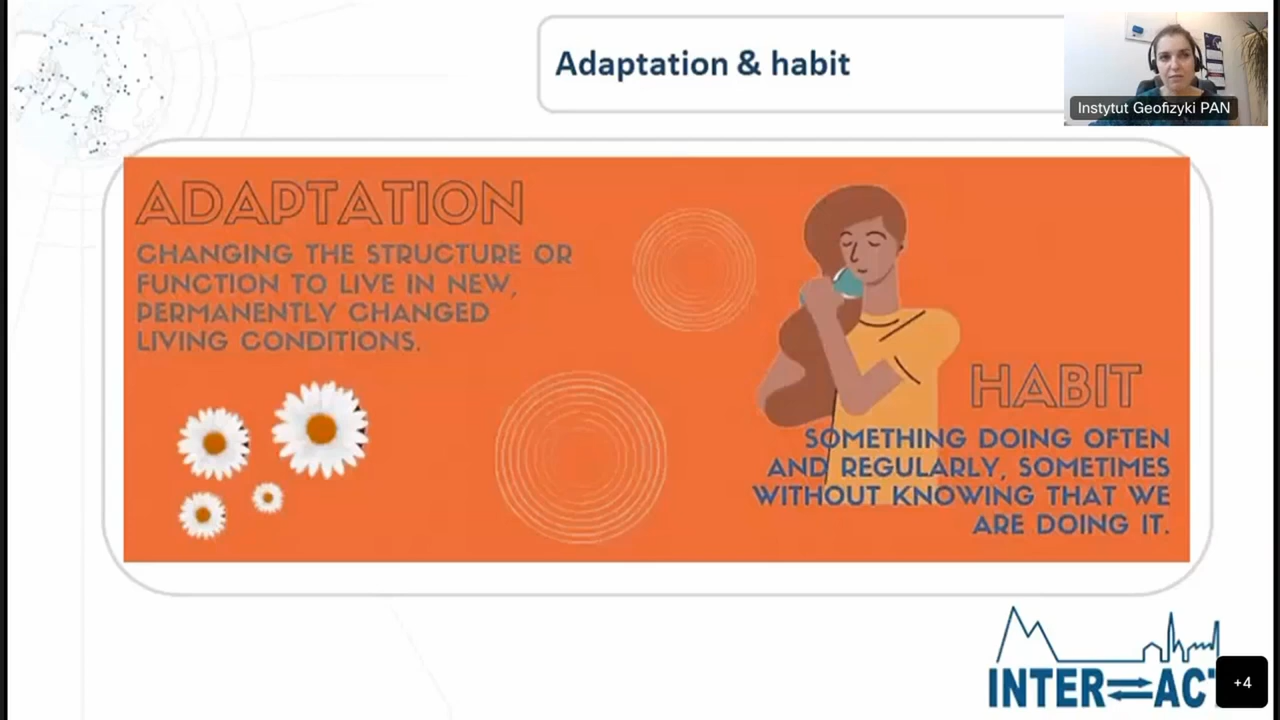 Adaptation & habit
Instytut Geofizyki PAN
ADAPTATION
CHANGING THE STRUCTURE OR
FUNCTION TO LIVE IN NEW,
PERMANENTLY CHANGED
LIVING CONDITIONS.
HABIT
SOMETHING DOING OFTEN
AND REGULARLY, SOMETIMES
WITHOUT KNOWING THAT WE
ARE DOING IT.
INTER⇌ACT
+4